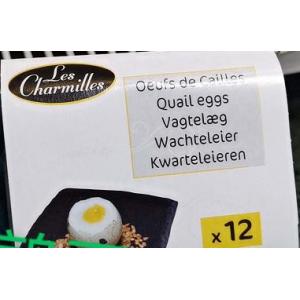 Les
Charmilles
Oeufs de Cailles
Quail eggs
Vagtelæg
Wachteleier
Kwarteleieren
x 12